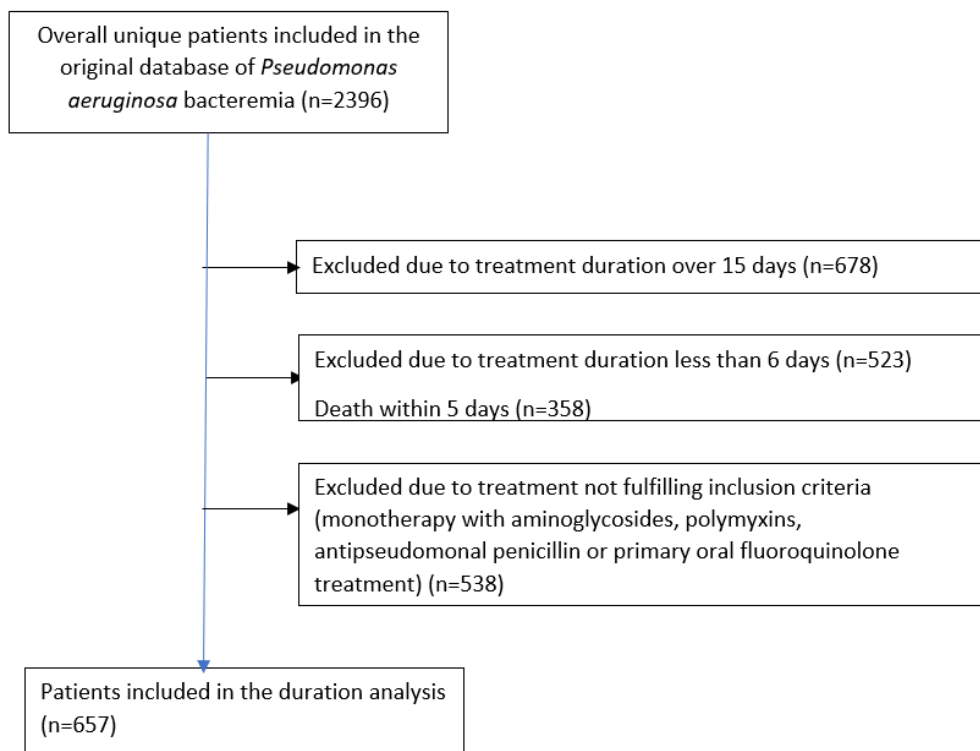 Overall unique patients included in the
original database of Pseudomonas
aeruginosa bacteremia (n=2396)
Excluded due to treatment duration over 15 days (n=678)
Excluded due to treatment duration less than 6 days (n=523)
Death within 5 days (n=358)
Excluded due to treatment not fulfilling inclusion criteria
(monotherapy with aminoglycosides, polymyxins,
antipseudomonal penicillin or primary oral fluoroquinolone
treatment) (n=538)
Patients included in the duration analysis
(n=657)